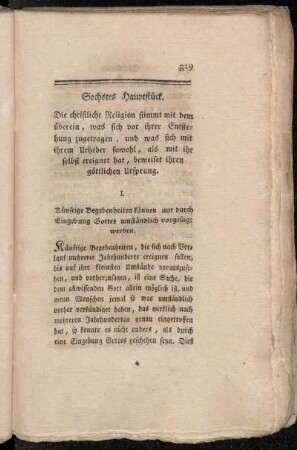 329
Sechstes Hauptstück.
Die christliche Religion stimmt mit dem
überein, was sich vor ihrer Entste-
hung zugetragen, und was sich mit
ihrem Urheber sowohl, als mit ihr
selbst ereignet hat, beweiset ihren
göttlichen Ursprung.
I.
Künftige Begebenheiten können nur durch
Eingebung Gottes umständlich vorgesagt
werden.
Künftige Begebenheiten, die sich nach Ver-
lauf mehrerer Jahrhunderte ereignen sollen,
bis auf ihre kleinsten Umstände vorauszuse-
hen, und vorherzusagen, ist eine Sache, die
dem allwissenden Gott allein möglich ist, und
wenn Menschen jemal so was umständlich
vorher verkündiget haben, das wirklich nach
mehreren Jahrhunderten genau eingetroffen
hat, so konnte es nicht anders, als durch
eine Eingebung Gottes geschehen seyn. Dieß